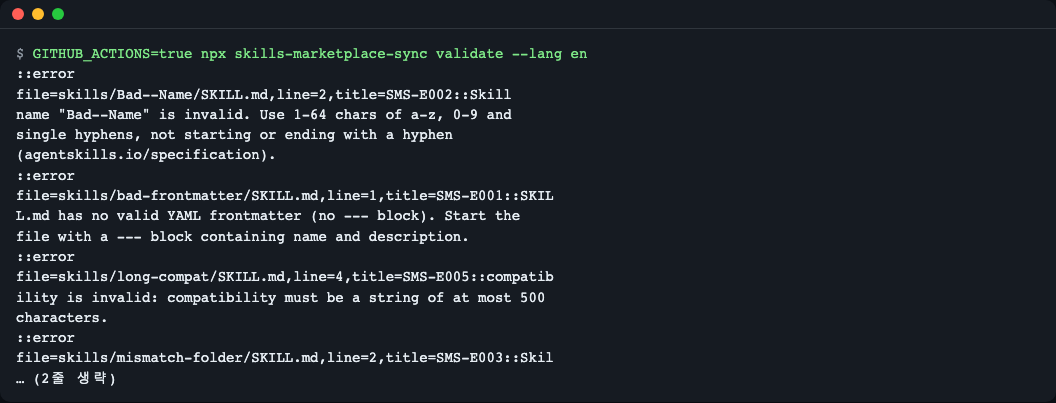 $ GITHUB_ACTIONS=true npx skills-marketplace-sync validate --lang en
::error
file=skills/Bad--Name/SKILL.md,line=2,title=SMS-E002::Skill
name "Bad--Name" is invalid. Use 1-64 chars of a-z, 0-9 and
single hyphens, not starting or ending with a hyphen
(agentskills.io/specification).
::error
file=skills/bad-frontmatter/SKILL.md,line=1,title=SMS-E001::SKIL
L.md has no valid YAML frontmatter (no --- block). Start the
file with a --- block containing name and description.
::error
file=skills/long-compat/SKILL.md,line=4,title=SMS-E005::compatib
ility is invalid: compatibility must be a string of at most 500
characters.
::error
file=skills/mismatch-folder/SKILL.md,line=2,title=SMS-E003::Skil
… (2줄 생략)